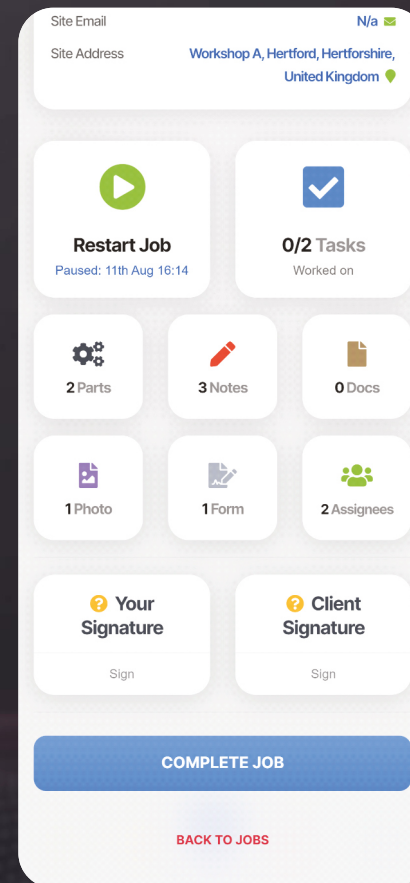 Site Email
N/a
Site Address
Workshop A, Hertford, Hertforshire,
United Kingdom
Restart Job
Paused: 11th Aug 16:14
0/2 Tasks
Worked on
2 Parts
3 Notes
0 Docs
1 Photo
1 Form
2 Assignees
Your
Signature
Sign
Client
Signature
Sign
COMPLETE JOB
BACK TO JOBS